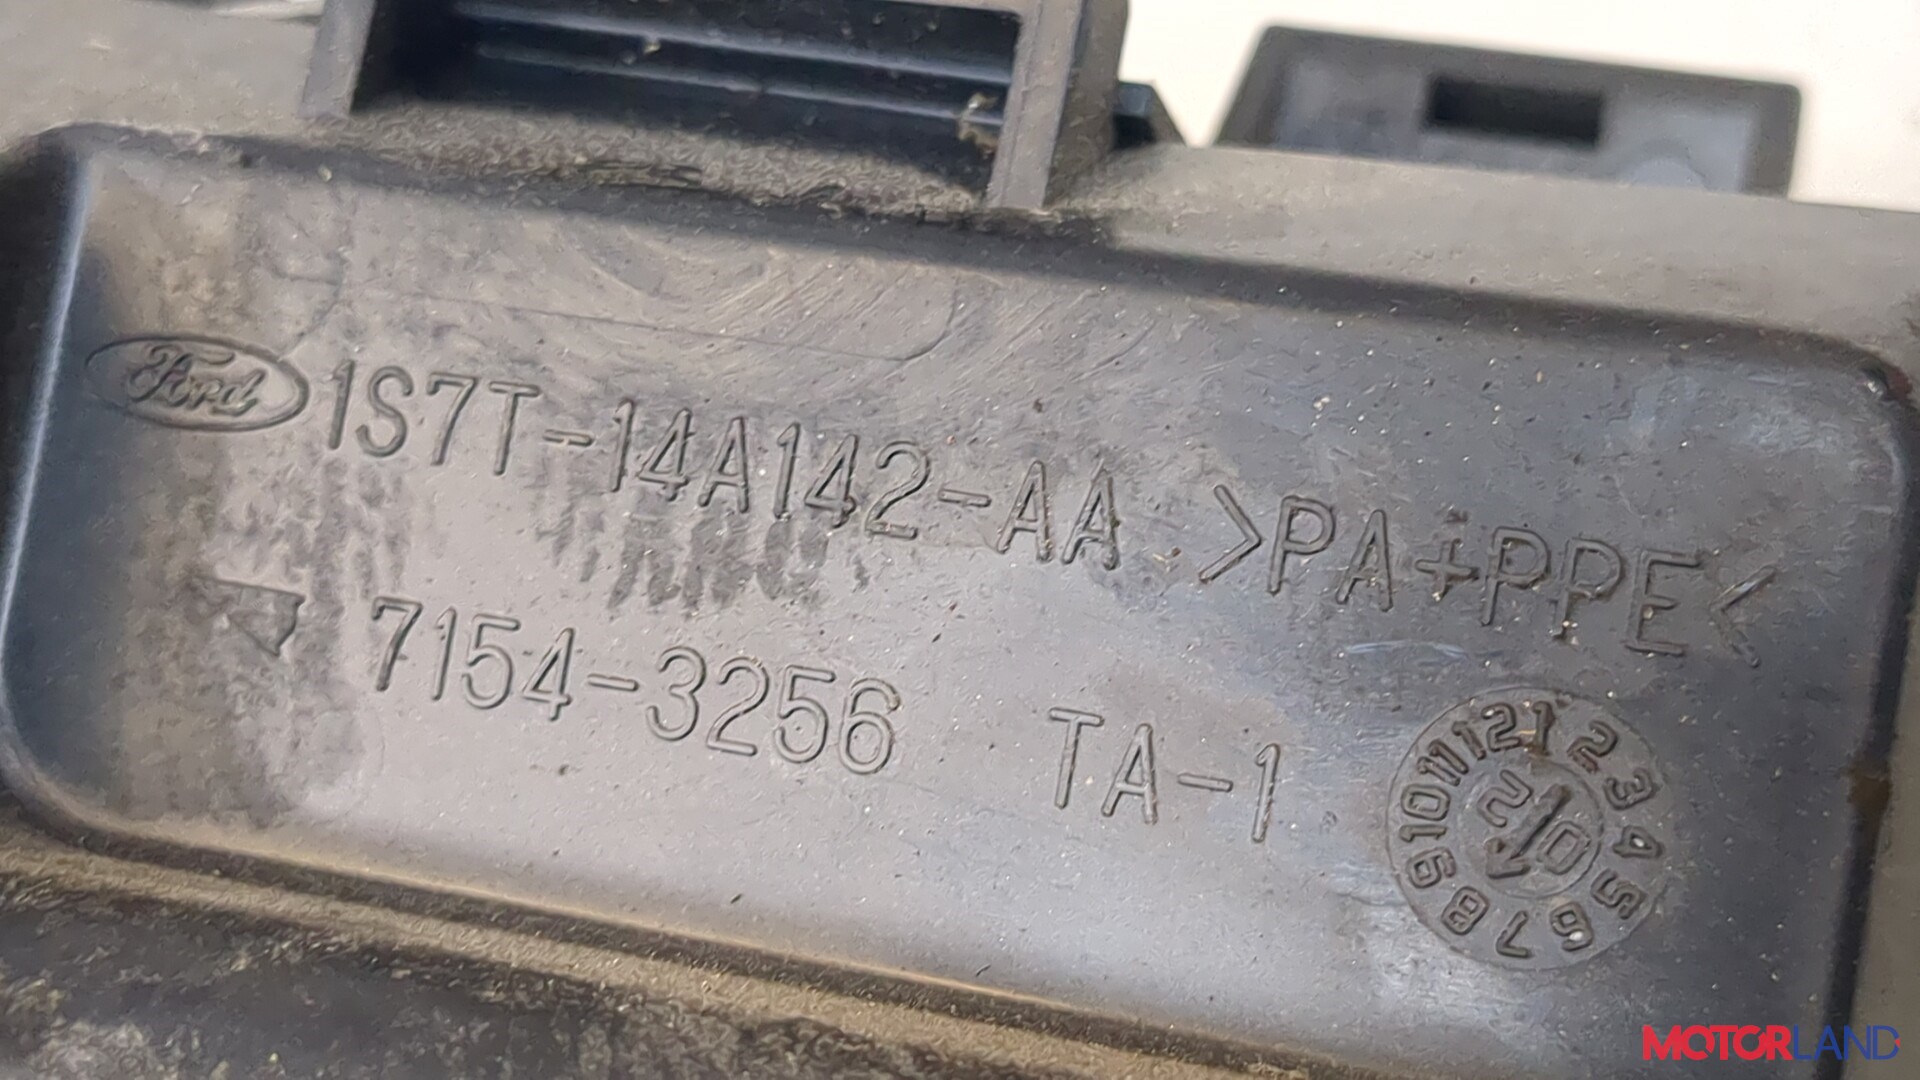 Ford 1S7T-14A142-AA >PA+PPE<
7154-3256 TA-1
1 2 3 4 5 6 7 8 9 10 11 12
20
MOTORLAND